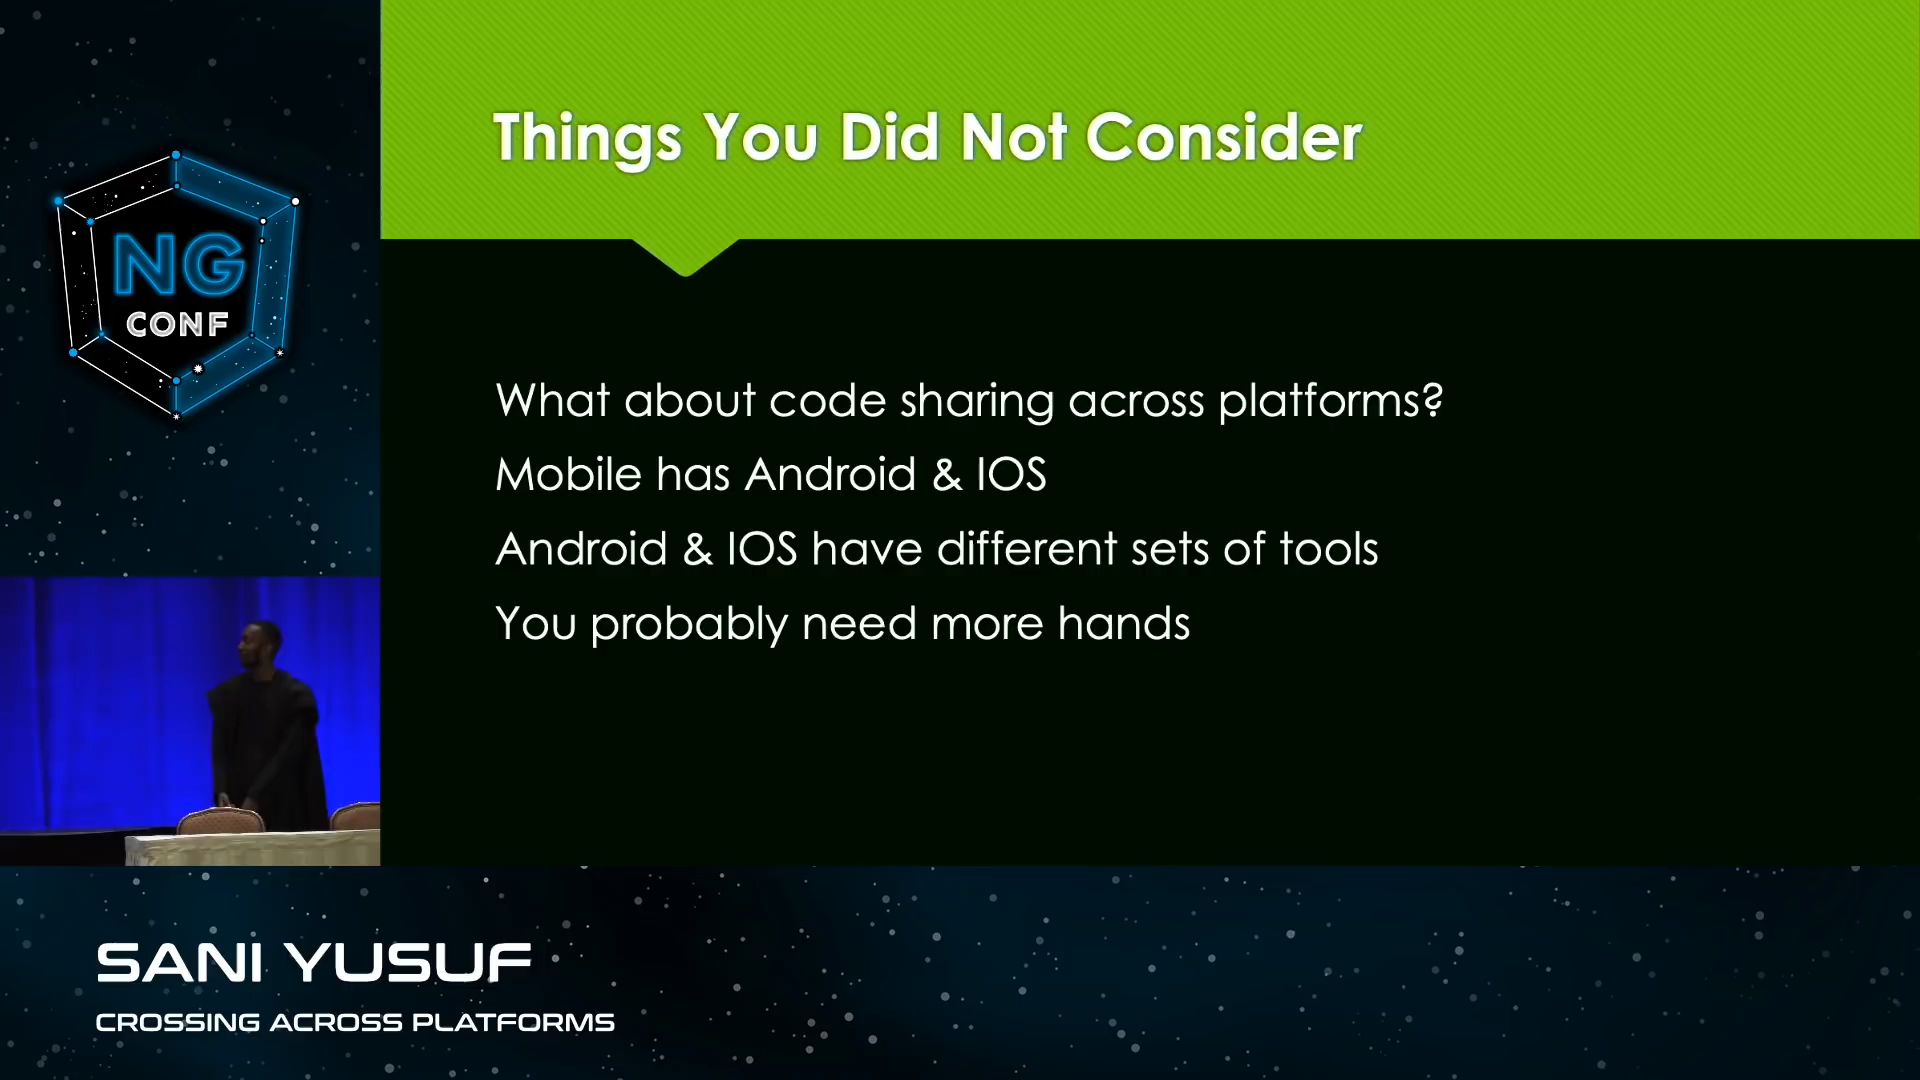 NG
CONF
Things You Did Not Consider
What about code sharing across platforms?
Mobile has Android & IOS
Android & IOS have different sets of tools
You probably need more hands
SANI YUSUF
CROSSING ACROSS PLATFORMS